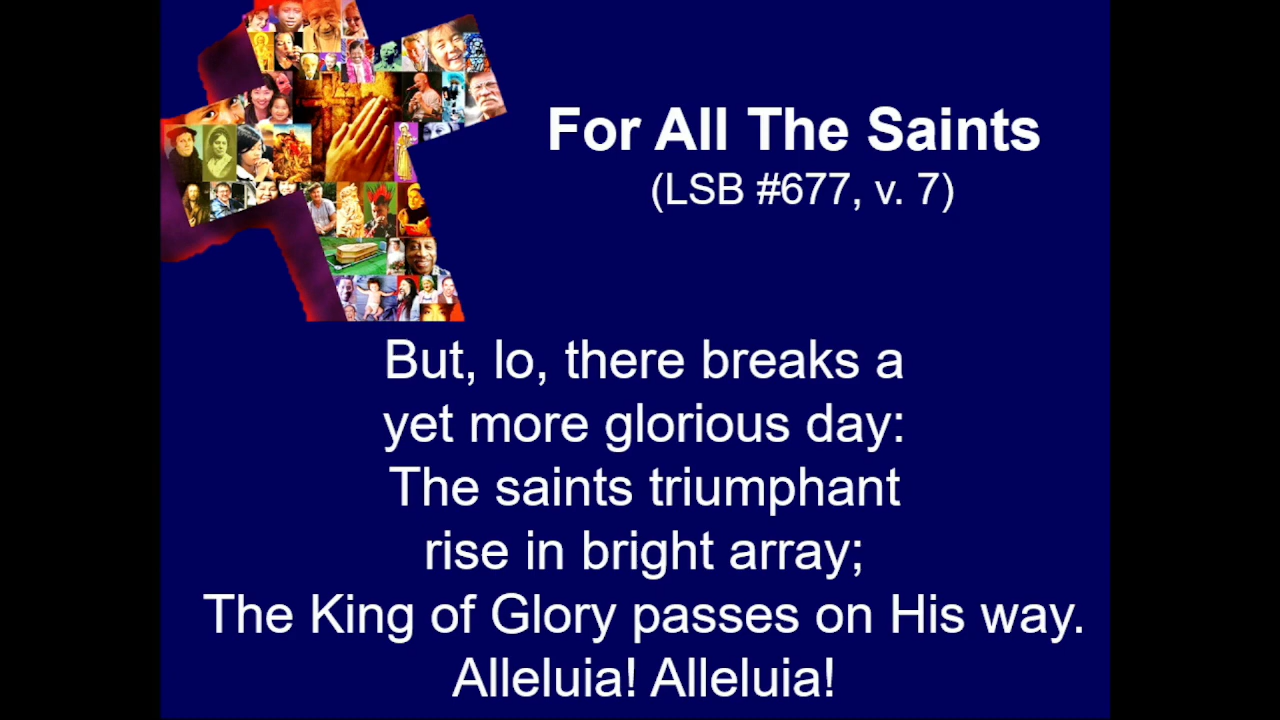 For All The Saints
(LSB #677, v. 7)
But, lo, there breaks a
yet more glorious day:
The saints triumphant
rise in bright array;
The King of Glory passes on His way.
Alleluia! Alleluia!